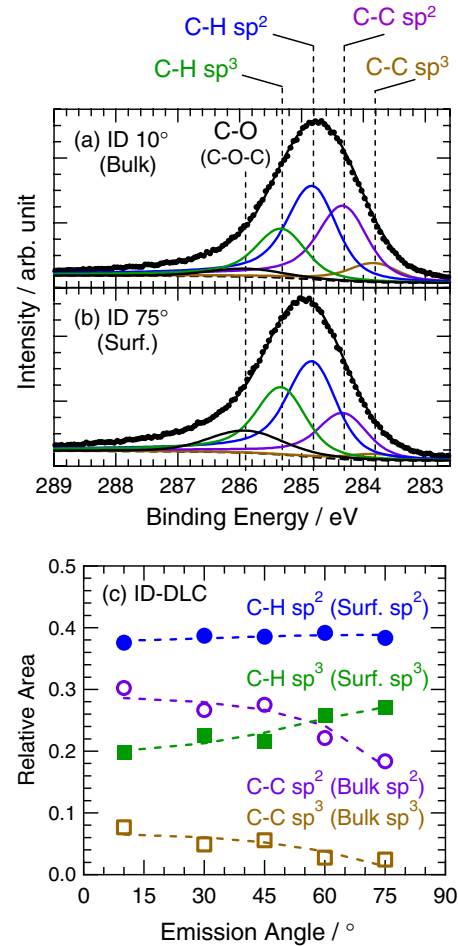 C-H sp² C-C sp²
C-H sp³ C-C sp³
(a) ID 10°
(Bulk)
C-O
(C-O-C)
(b) ID 75°
(Surf.)
Intensity / arb. unit
289 288 287 286 285 284 283
Binding Energy / eV
(c) ID-DLC
C-H sp² (Surf. sp²)
C-H sp³ (Surf. sp³)
C-C sp² (Bulk sp²)
C-C sp³ (Bulk sp³)
0.5
0.4
0.3
0.2
0.1
0.0
Relative Area
0 15 30 45 60 75 90
Emission Angle / °